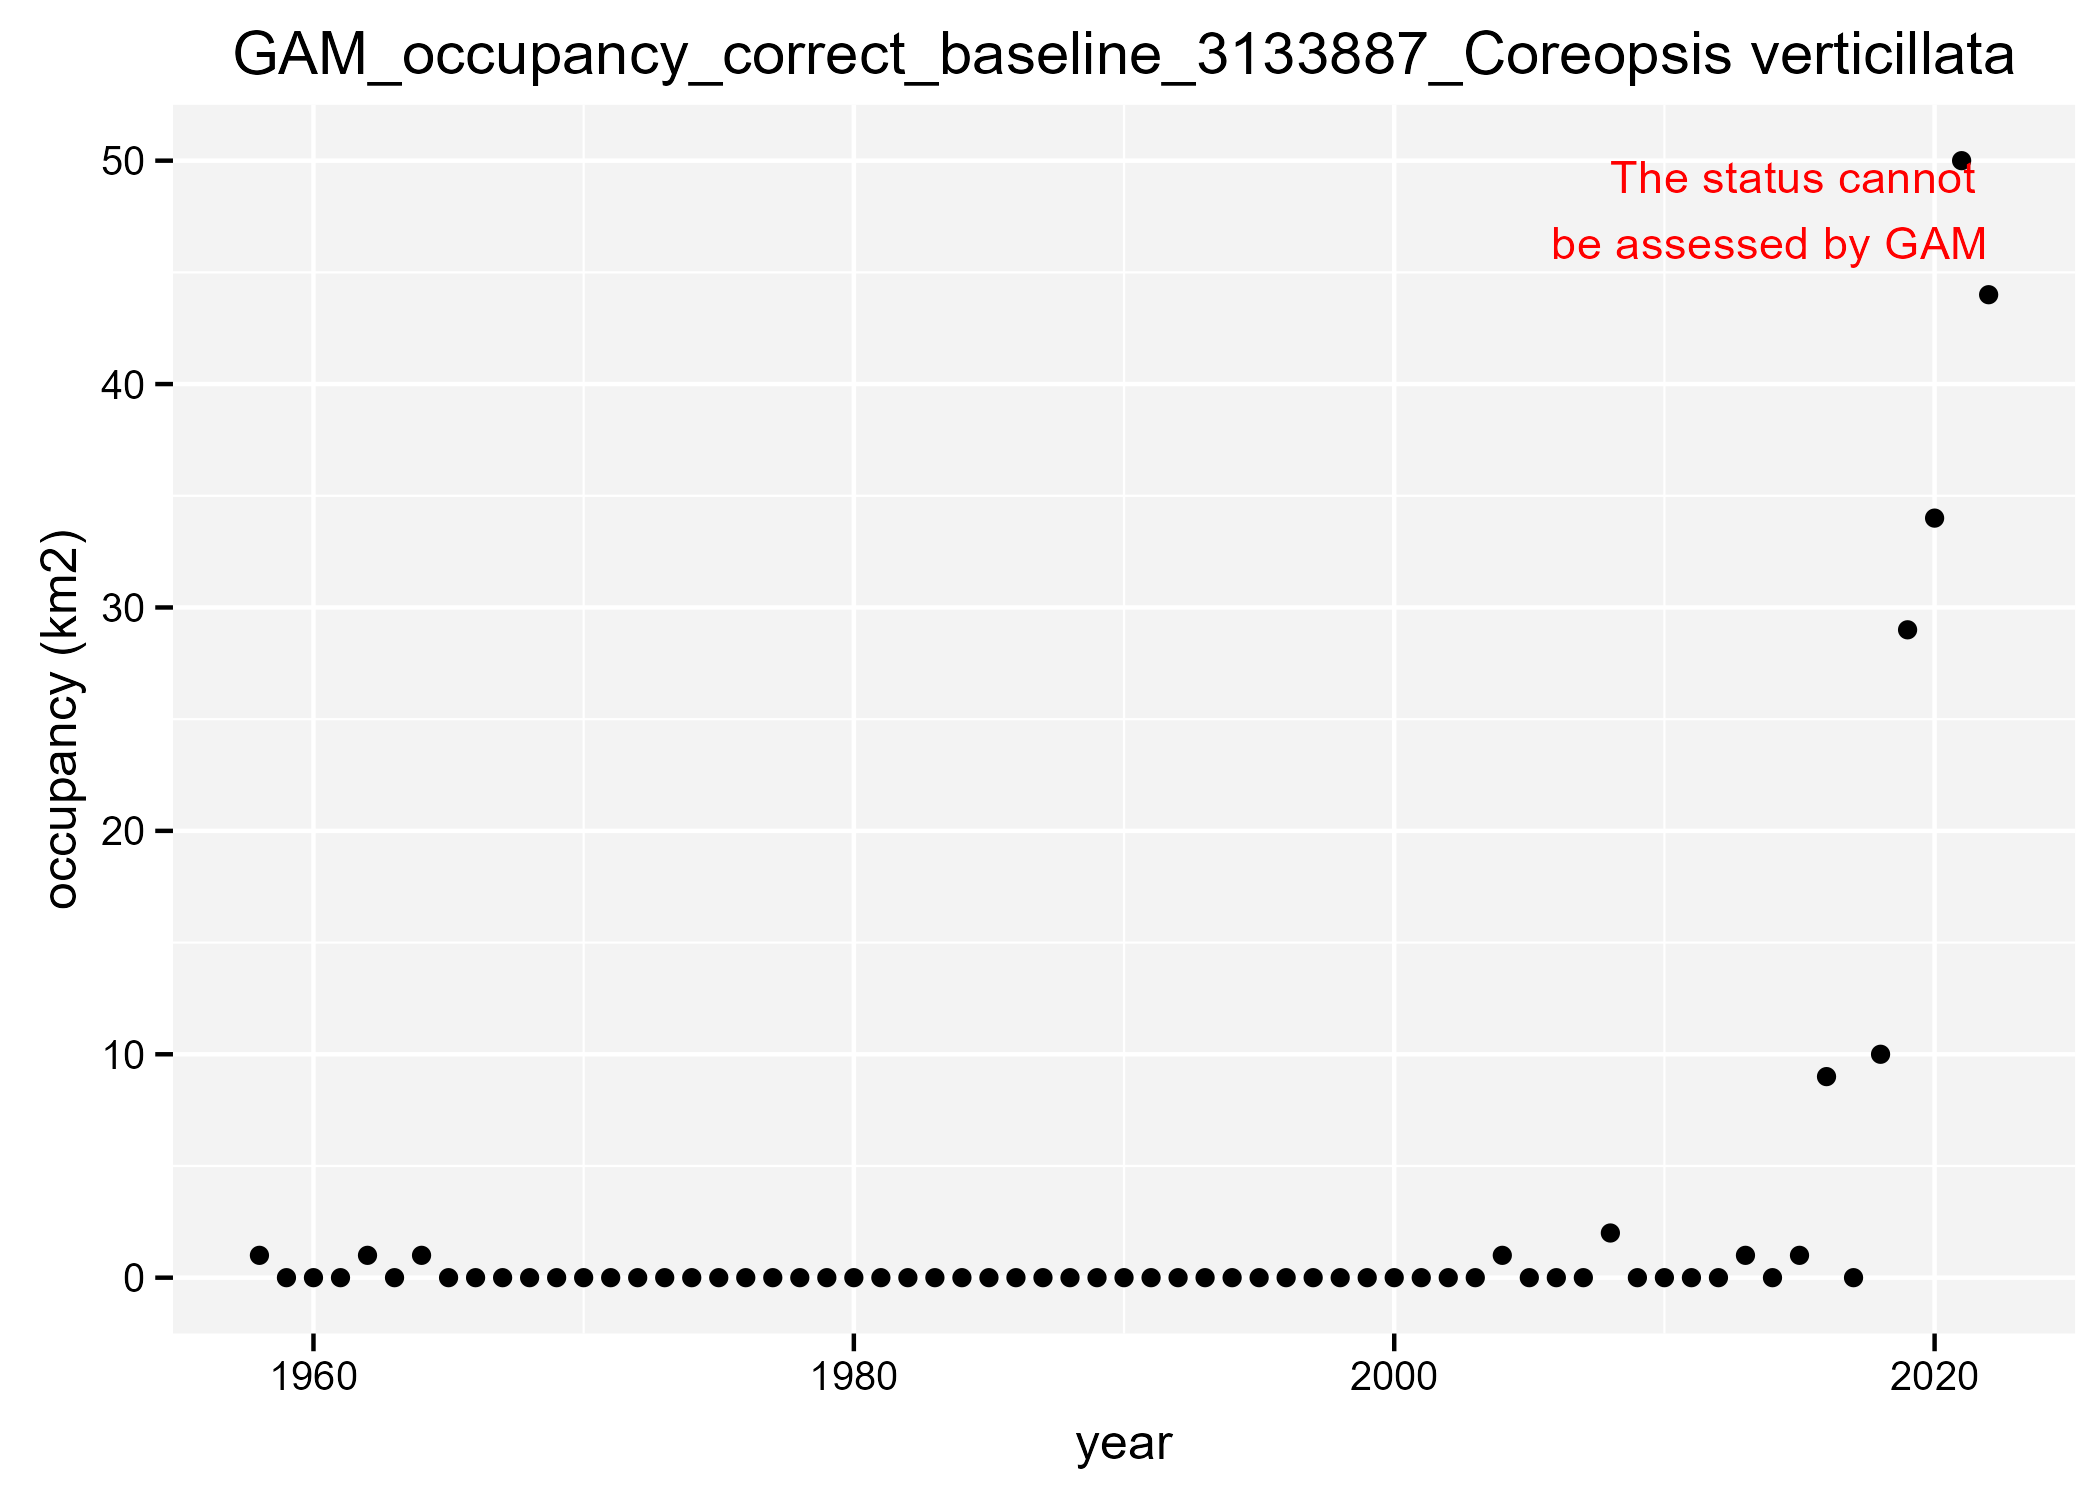 GAM_occupancy_correct_baseline_3133887_Coreopsis verticillata
50
The status cannot
be assessed by GAM
40
30
occupancy (km2)
20
10
0
1960 1980 2000 2020
year